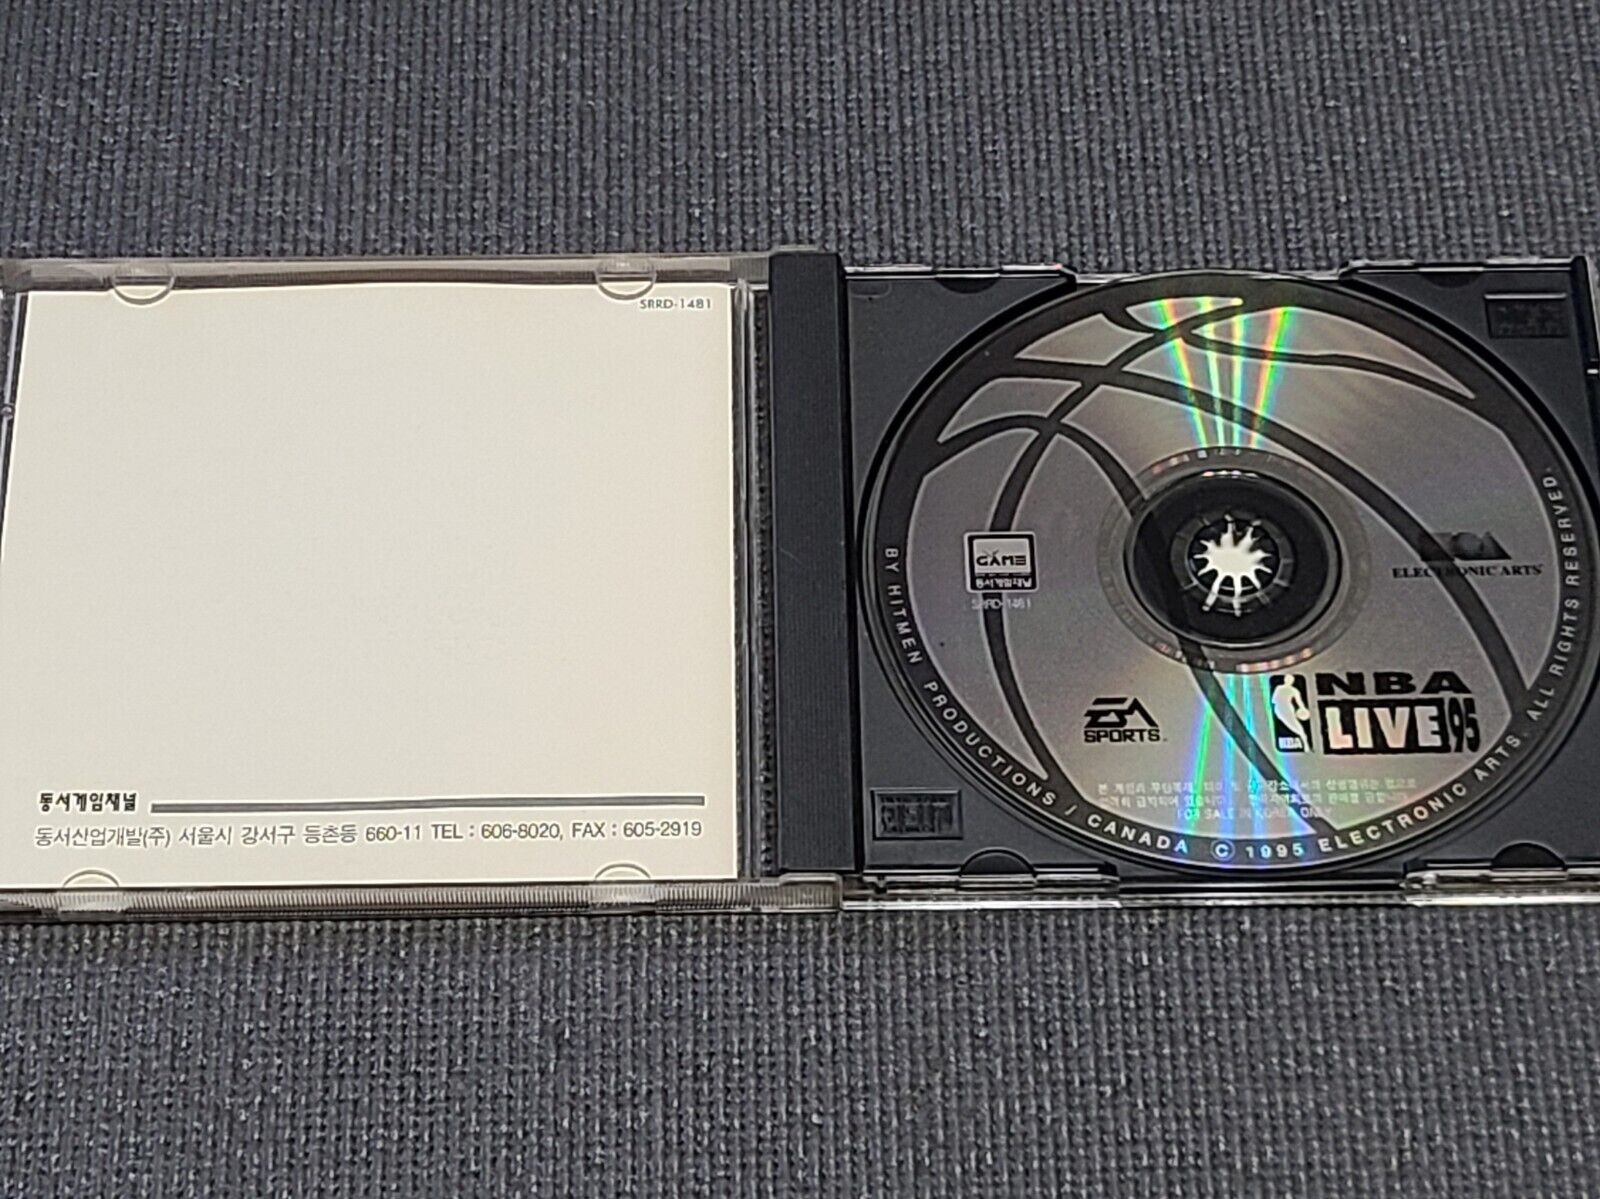 SRRD-1481
동서게임채널
동서산업개발(주) 서울시 강서구 등촌동 660-11 TEL : 606-8020, FAX : 605-2919
GAME
동서게임채널
SRRD-1481
ELECTRONIC ARTS
EA
SPORTS
NBA
LIVE 95
NBA
FOR SALE IN KOREA ONLY
BY HITMEN PRODUCTIONS / CANADA © 1995 ELECTRONIC ARTS. ALL RIGHTS RESERVED.